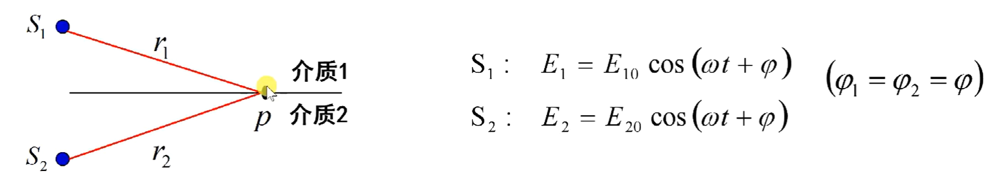 S₁
r₁
介质1
p
介质2
S₂
r₂
S₁ : E₁ = E₁₀ cos (ωt + φ)
(φ₁ = φ₂ = φ)
S₂ : E₂ = E₂₀ cos (ωt + φ)